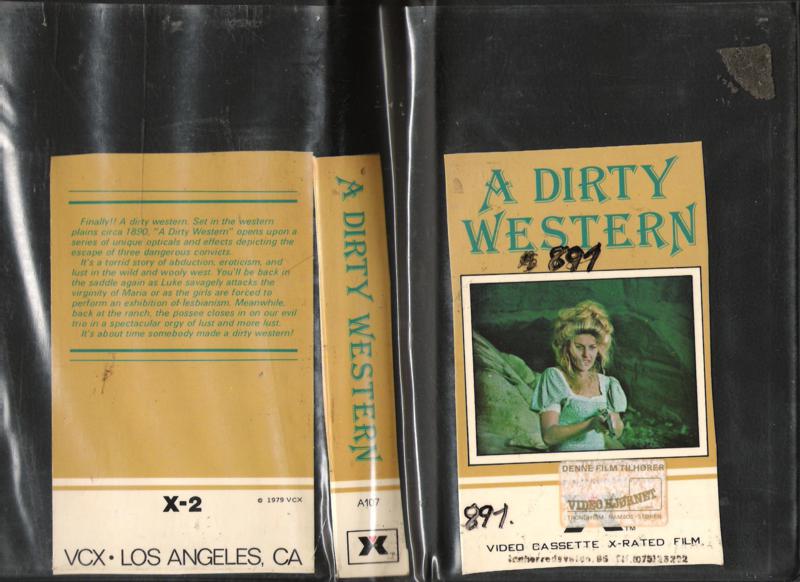 Finally!! A dirty western. Set in the western
plains circa 1890, "A Dirty Western" opens upon a
series of unique opticals and effects depicting the
escape of three dangerous convicts.
It's a torrid story of abduction, eroticism, and
lust in the wild and wooly west. You'll be back in
the saddle again as Luke savagely attacks the
virginity of Maria or as the girls are forced to
perform an exhibition of lesbianism. Meanwhile,
back at the ranch, the possee closes in on our evil
trio in a spectacular orgy of lust and more lust.
It's about time somebody made a dirty western!
X-2
© 1979 VCX
VCX • LOS ANGELES, CA
A DIRTY WESTERN
A107
X
A DIRTY
WESTERN
891
DENNE FILM TILHØRER
VIDEO HJØRNET
TRONDHEIM - NAMSOS - STØREN
891.
TM
VIDEO CASSETTE X-RATED FILM.